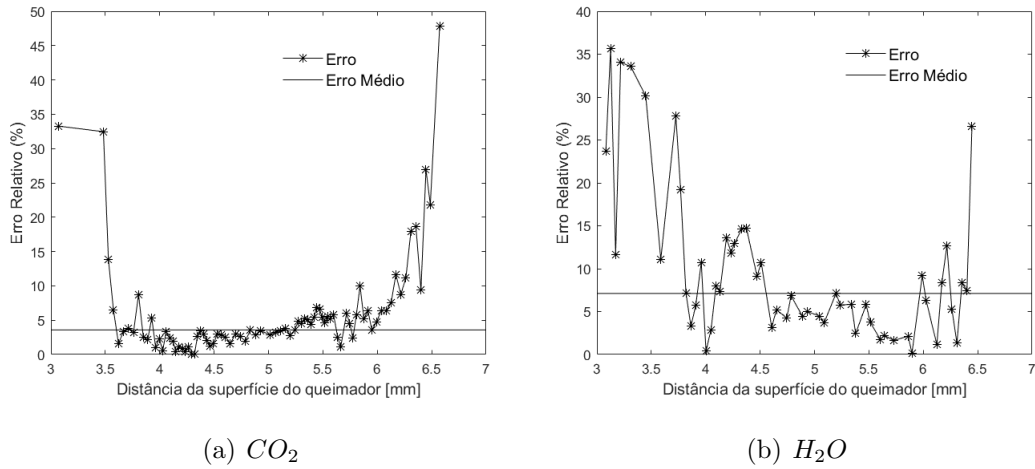 50
45
40
35
30
25
20
15
10
5
0
Erro Relativo (%)
Erro
Erro Médio
3 3.5 4 4.5 5 5.5 6 6.5 7
Distância da superfície do queimador [mm]
(a) CO₂
40
35
30
25
20
15
10
5
0
Erro Relativo (%)
Erro
Erro Médio
3 3.5 4 4.5 5 5.5 6 6.5 7
Distância da superfície do queimador [mm]
(b) H₂O